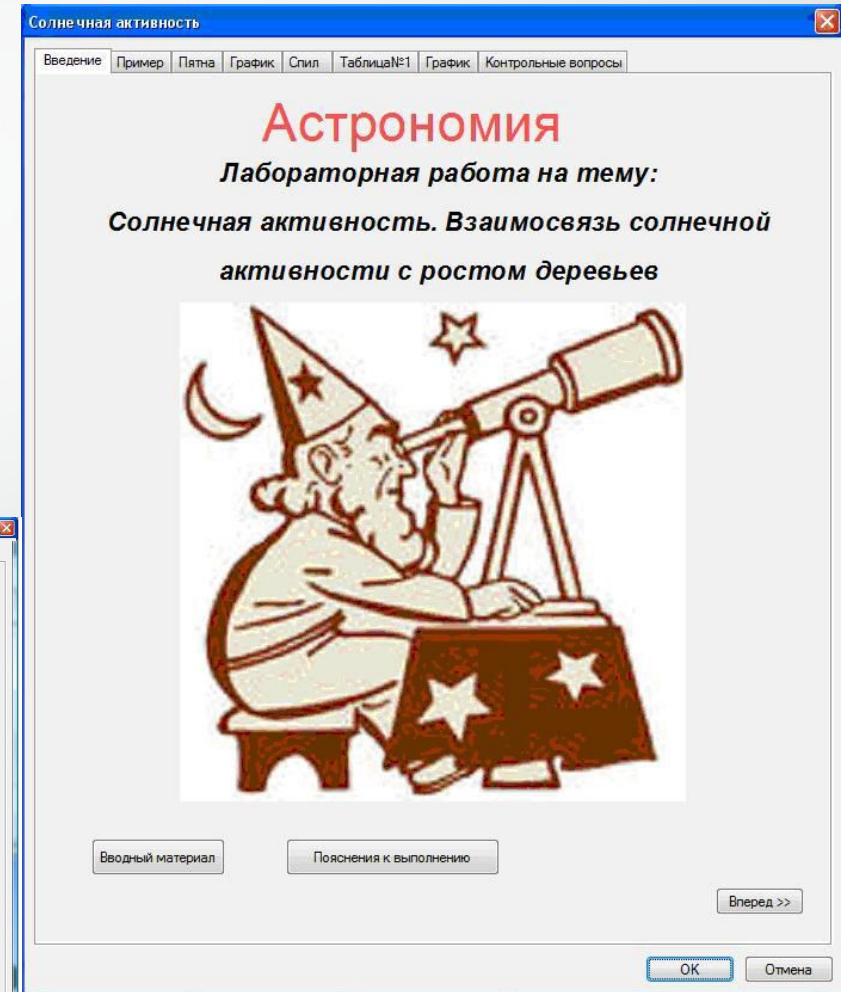 Солнечная активность
Введение Пример Пятна График Спил Таблица№1 График Контрольные вопросы
Астрономия
Лабораторная работа на тему:
Солнечная активность. Взаимосвязь солнечной
активности с ростом деревьев
Вводный материал Пояснения к выполнению
Вперед >>
OK Отмена